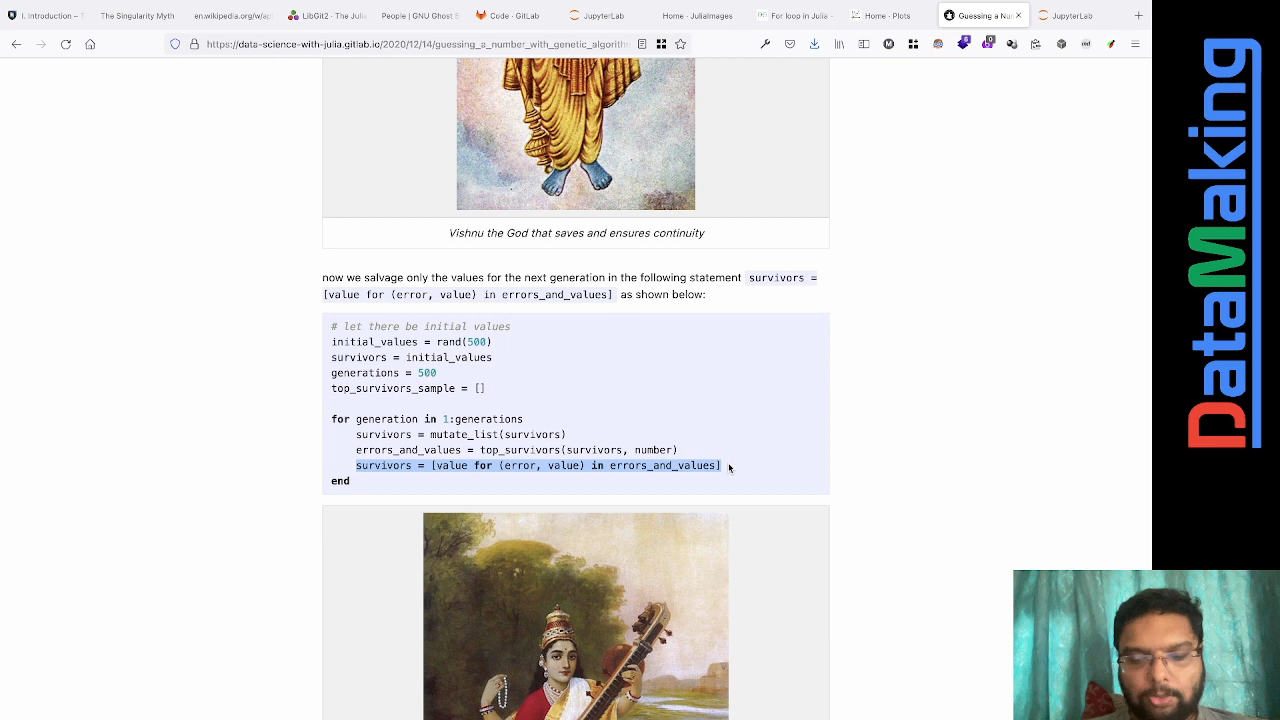 I. Introduction – T
The Singularity Myth
en.wikipedia.org/w/ap
LibGit2 · The Julia
People | GNU Ghost S
Code · GitLab
JupyterLab
Home · JuliaImages
For loop in Julia –
Home · Plots
Guessing a Nu
JupyterLab
https://data-science-with-julia.gitlab.io/2020/12/14/guessing_a_number_with_genetic_algorith
Vishnu the God that saves and ensures continuity
now we salvage only the values for the next generation in the following statement survivors =
[value for (error, value) in errors_and_values] as shown below:
# let there be initial values
initial_values = rand(500)
survivors = initial_values
generations = 500
top_survivors_sample = []
for generation in 1:generations
survivors = mutate_list(survivors)
errors_and_values = top_survivors(survivors, number)
survivors = [value for (error, value) in errors_and_values]
end
DataMaking